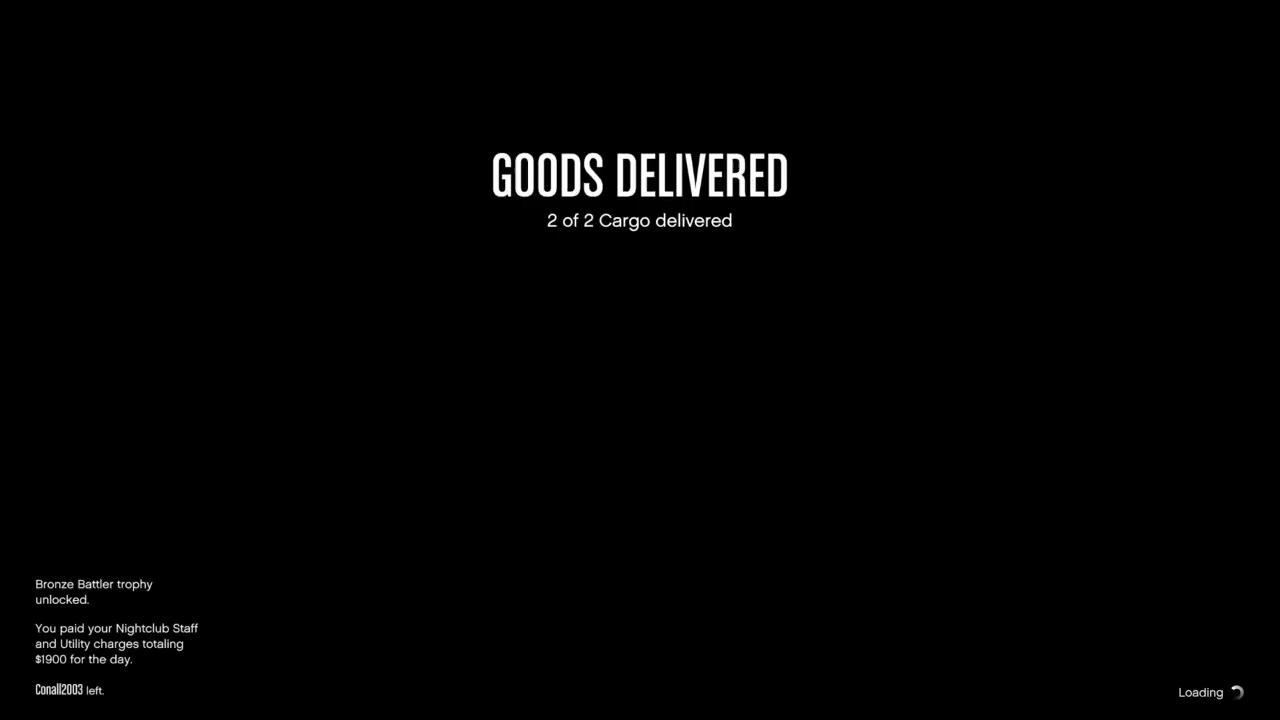 GOODS DELIVERED
2 of 2 Cargo delivered
Bronze Battler trophy
unlocked.
You paid your Nightclub Staff
and Utility charges totaling
$1900 for the day.
Conall2003 left.
Loading